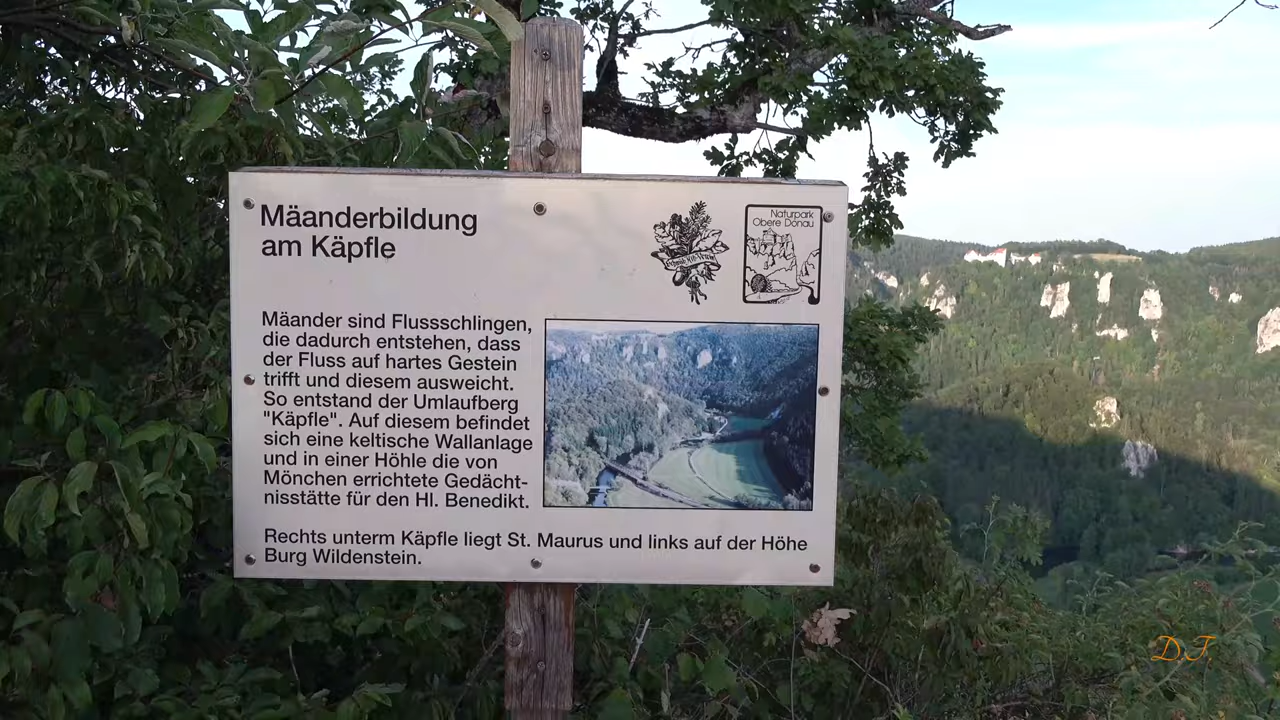 Mäanderbildung
am Käpfle
Naturpark
Obere Donau
Mäander sind Flussschlingen,
die dadurch entstehen, dass
der Fluss auf hartes Gestein
trifft und diesem ausweicht.
So entstand der Umlaufberg
"Käpfle". Auf diesem befindet
sich eine keltische Wallanlage
und in einer Höhle die von
Mönchen errichtete Gedächt-
nisstätte für den Hl. Benedikt.
Rechts unterm Käpfle liegt St. Maurus und links auf der Höhe
Burg Wildenstein.
D.T.